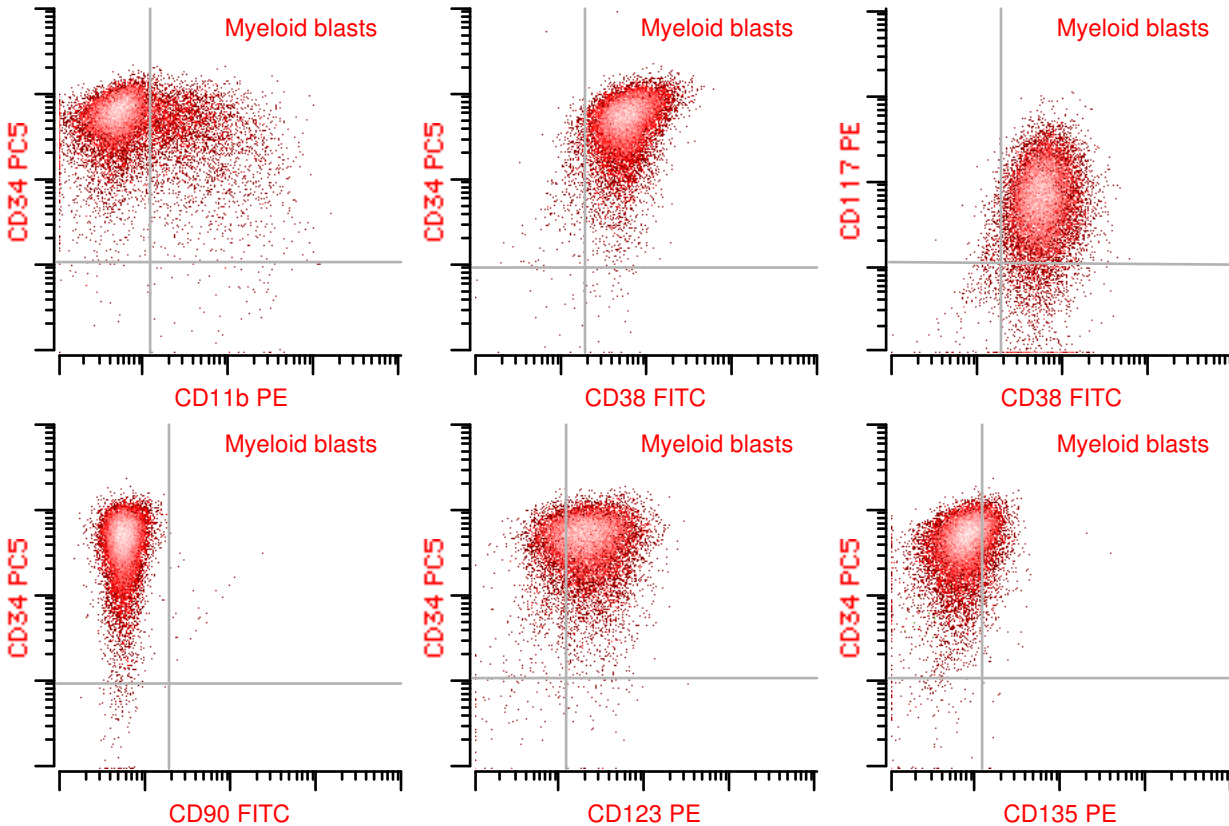 Myeloid blasts
CD34 PC5
CD11b PE
Myeloid blasts
CD34 PC5
CD38 FITC
Myeloid blasts
CD117 PE
CD38 FITC
Myeloid blasts
CD34 PC5
CD90 FITC
Myeloid blasts
CD34 PC5
CD123 PE
Myeloid blasts
CD34 PC5
CD135 PE